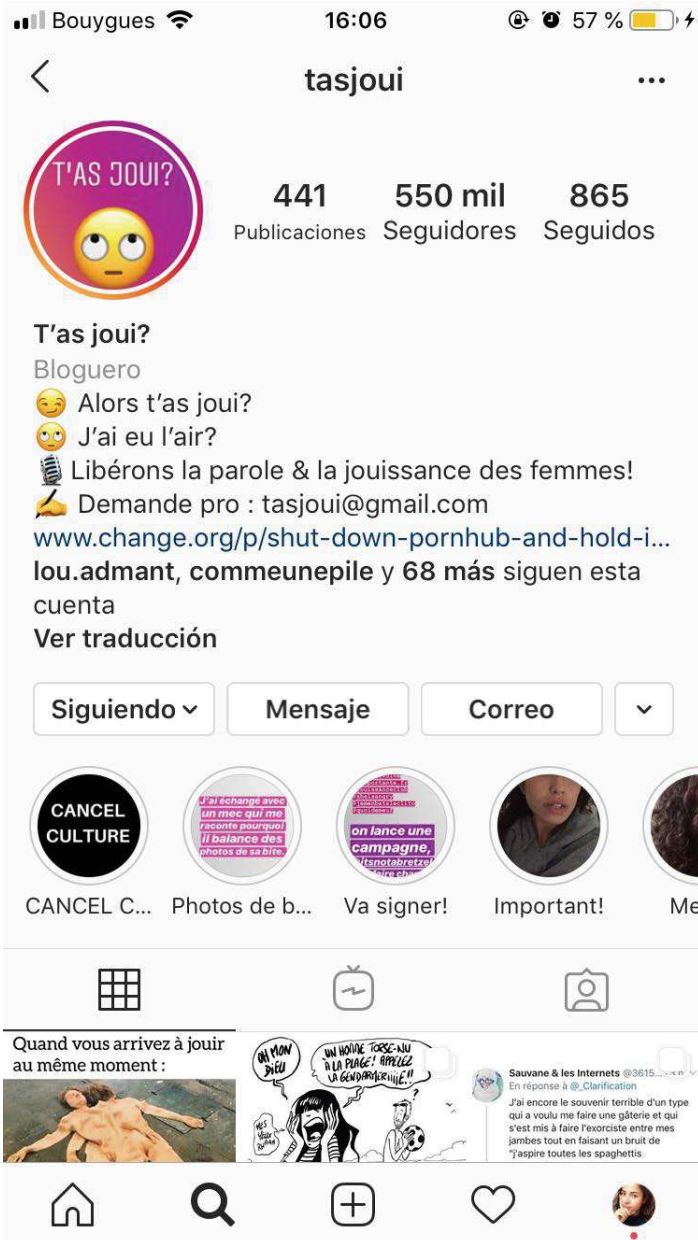 Bouygues 16:06 57 %
tasjoui
T'AS JOUI?
441 550 mil 865
Publicaciones Seguidores Seguidos
T'as joui?
Bloguero
Alors t'as joui?
J'ai eu l'air?
Libérons la parole & la jouissance des femmes!
Demande pro : tasjoui@gmail.com
www.change.org/p/shut-down-pornhub-and-hold-i...
lou.admant, commeunepile y 68 más siguen esta
cuenta
Ver traducción
Siguiendo Mensaje Correo
CANCEL
CULTURE
J'ai échangé avec
un mec qui me
raconte pourquoi
il balance des
photos de sa bite.
on lance une
campagne,
CANCEL C... Photos de b... Va signer! Important! Me
Quand vous arrivez à jouir
au même moment :
OH MON
DIEU
UN HOMME TORSE-NU
À LA PLAGE! APPELEZ
LA GENDARMERIIIE!!
MES
YEUX
Sauvane & les Internets @3615...
En réponse à @_Clarification
J'ai encore le souvenir terrible d'un type
qui a voulu me faire une gâterie et qui
s'est mis à faire l'exorciste entre mes
jambes tout en faisant un bruit de
"j'aspire toutes les spaghettis